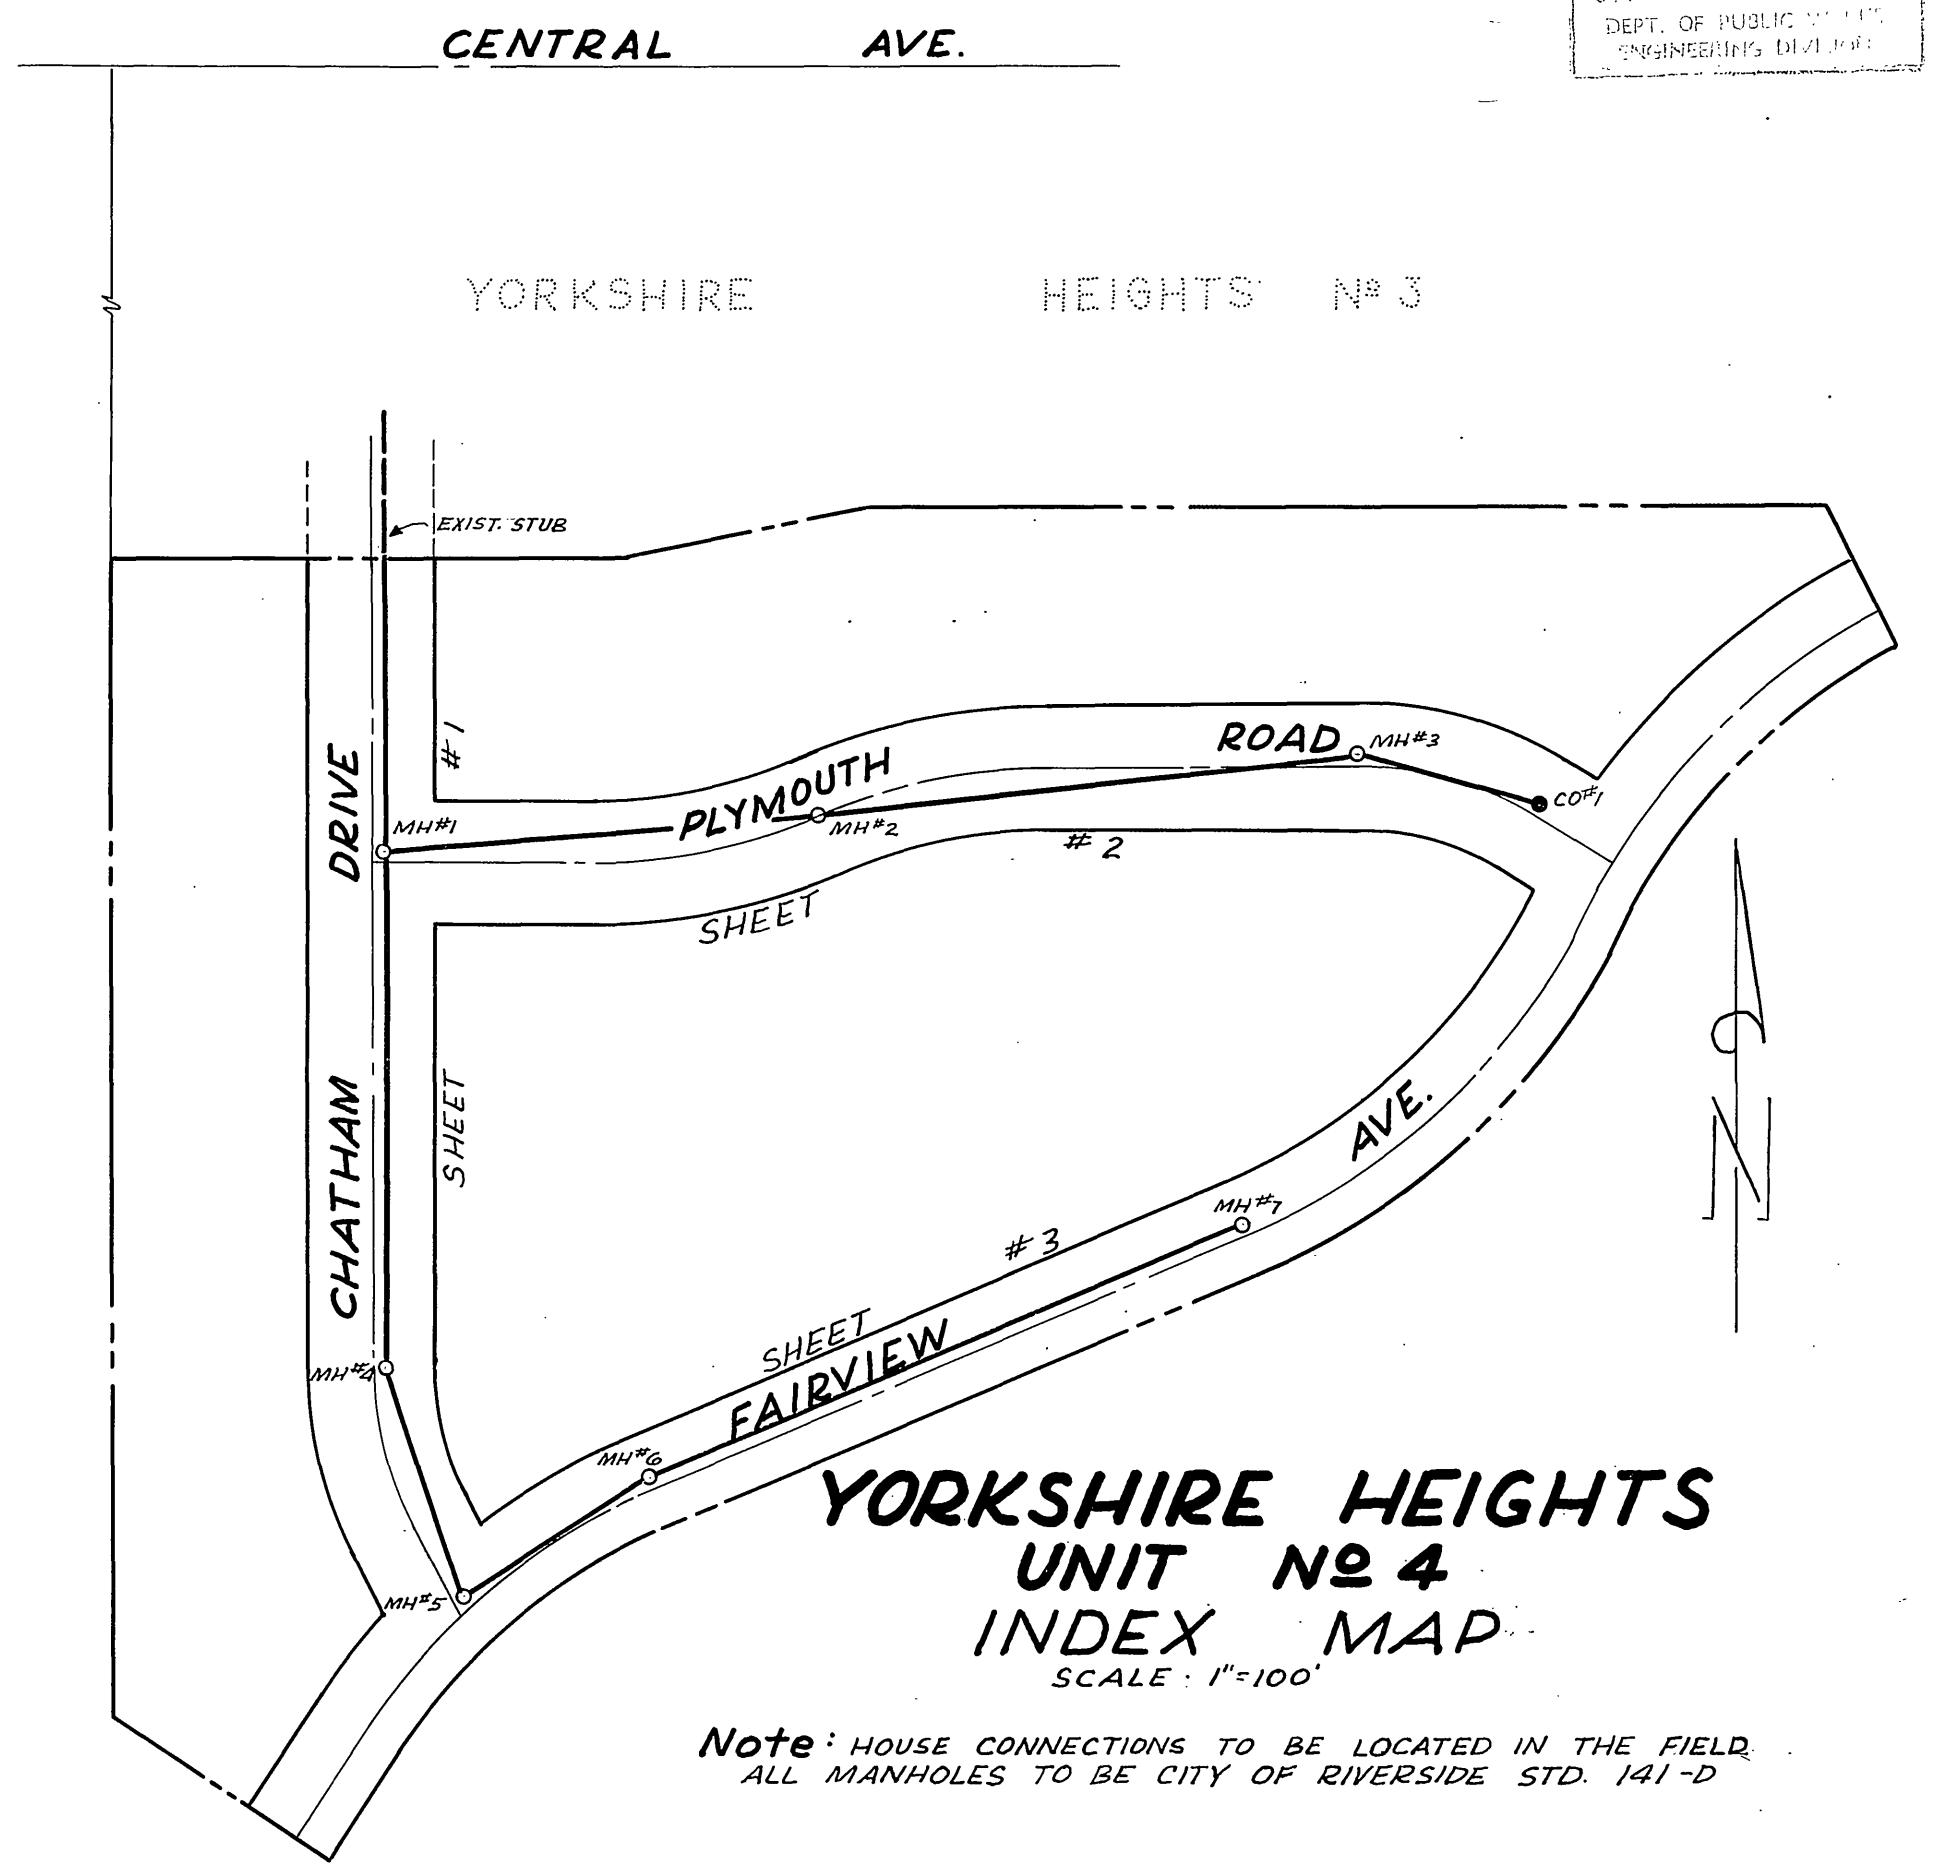 CENTRAL AVE.
DEPT. OF PUBLIC WORKS
ENGINEERING DIVISION
YORKSHIRE HEIGHTS Nº 3
EXIST. STUB
CHATHAM DRIVE
SHEET #1
MH#1
PLYMOUTH ROAD
MH#2
MH#3
CO#1
SHEET #2
N
MH#4
MH#5
MH#6
MH#7
SHEET #3
FAIRVIEW AVE.
YORKSHIRE HEIGHTS
UNIT Nº 4
INDEX MAP
SCALE: 1"=100'
Note: HOUSE CONNECTIONS TO BE LOCATED IN THE FIELD
ALL MANHOLES TO BE CITY OF RIVERSIDE STD. 141-D